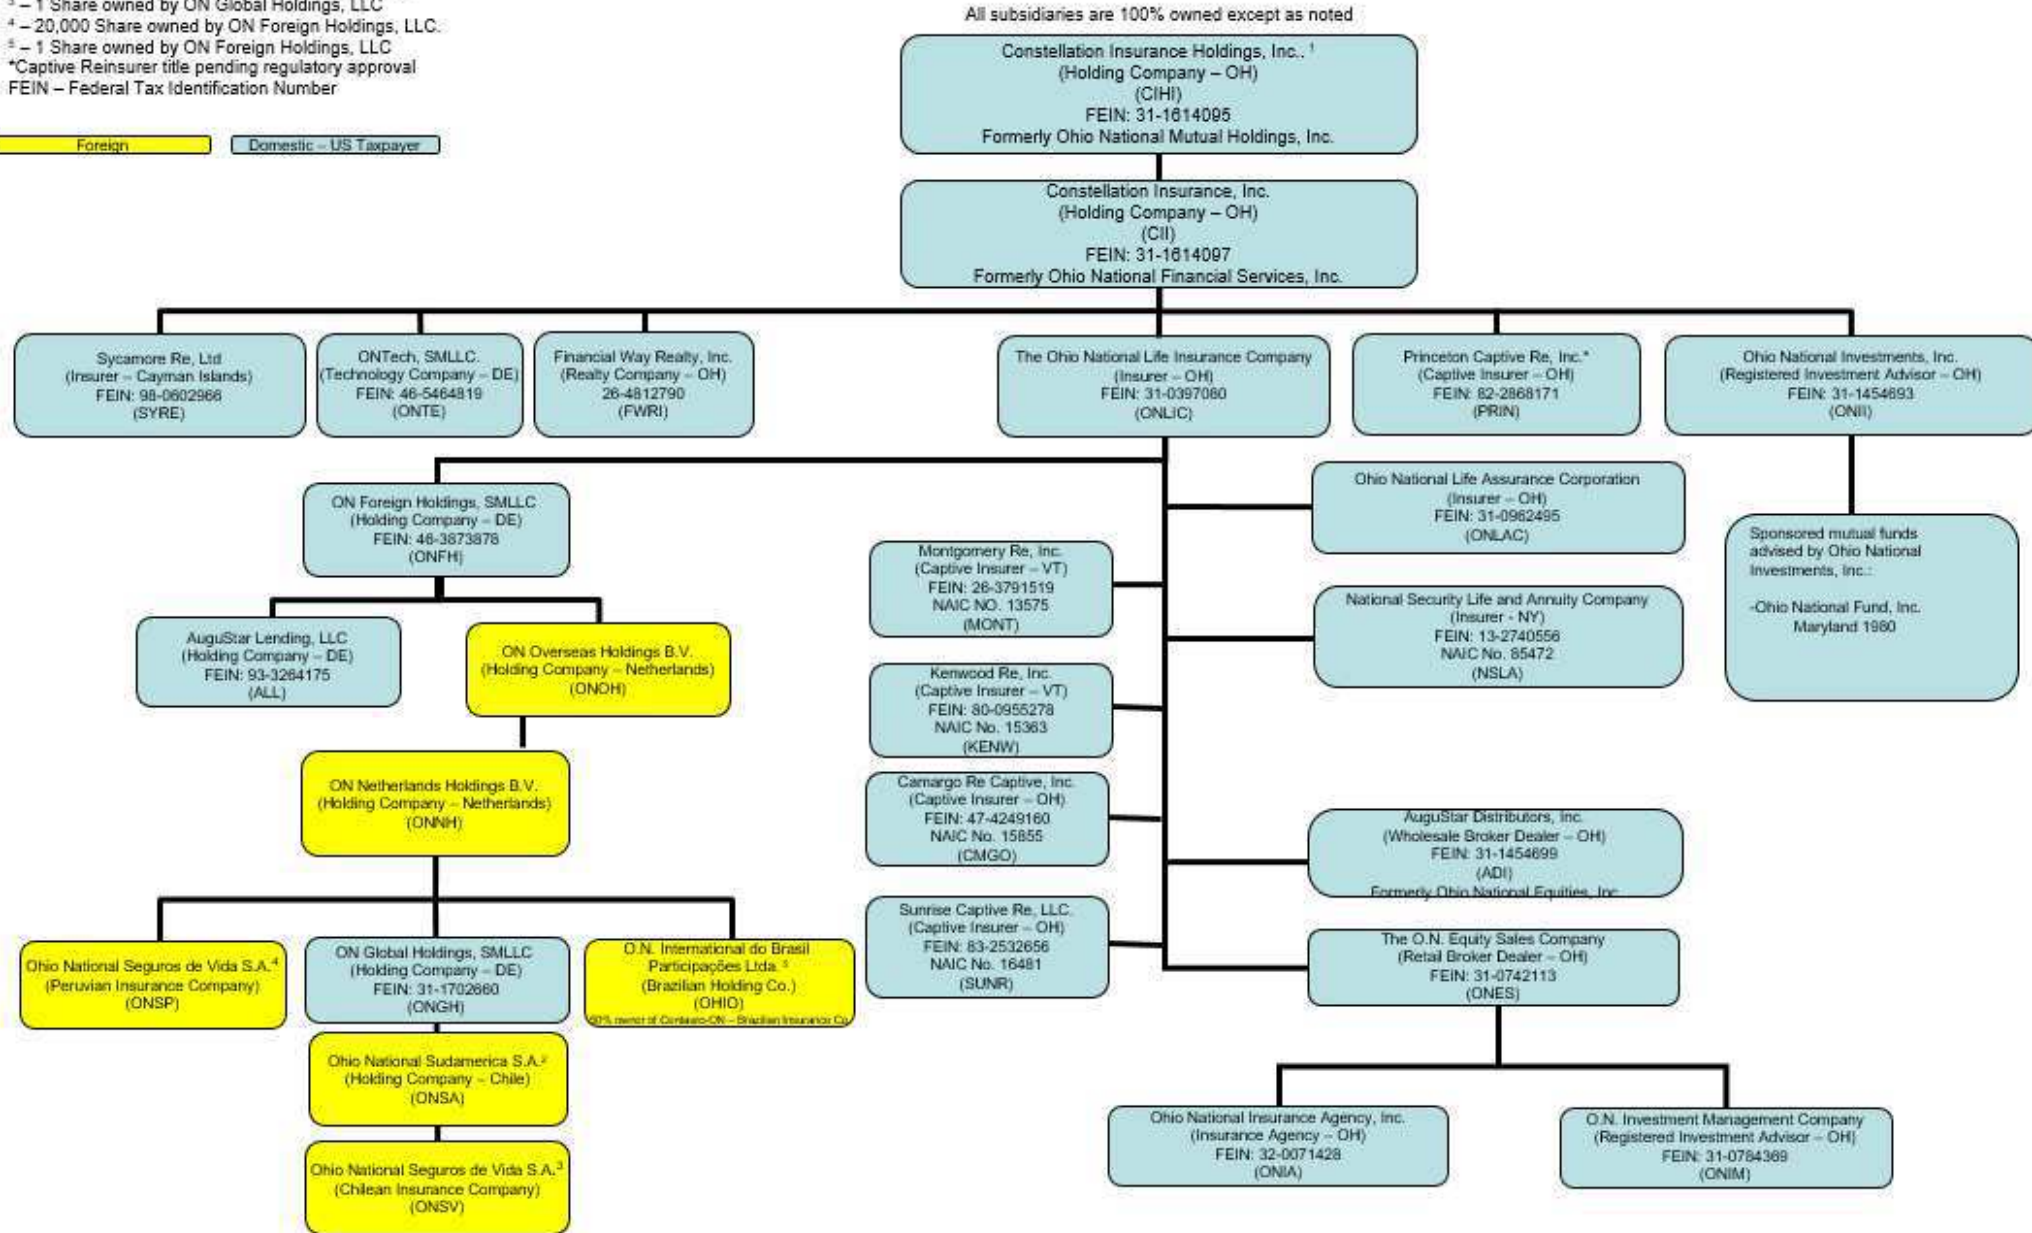 ³ – 1 Share owned by ON Global Holdings, LLC
⁴ – 20,000 Share owned by ON Foreign Holdings, LLC.
⁵ – 1 Share owned by ON Foreign Holdings, LLC
*Captive Reinsurer title pending regulatory approval
FEIN – Federal Tax Identification Number
Foreign
Domestic – US Taxpayer
All subsidiaries are 100% owned except as noted
Constellation Insurance Holdings, Inc.. ¹
(Holding Company – OH)
(CIHI)
FEIN: 31-1614095
Formerly Ohio National Mutual Holdings, Inc.
Constellation Insurance, Inc.
(Holding Company – OH)
(CII)
FEIN: 31-1614097
Formerly Ohio National Financial Services, Inc.
Sycamore Re, Ltd
(Insurer – Cayman Islands)
FEIN: 98-0602966
(SYRE)
ONTech, SMLLC.
(Technology Company – DE)
FEIN: 46-5464819
(ONTE)
Financial Way Realty, Inc.
(Realty Company – OH)
26-4812790
(FWRI)
The Ohio National Life Insurance Company
(Insurer – OH)
FEIN: 31-0397080
(ONLIC)
Princeton Captive Re, Inc.*
(Captive Insurer – OH)
FEIN: 82-2868171
(PRIN)
Ohio National Investments, Inc.
(Registered Investment Advisor – OH)
FEIN: 31-1454693
(ONII)
ON Foreign Holdings, SMLLC
(Holding Company – DE)
FEIN: 46-3873878
(ONFH)
Ohio National Life Assurance Corporation
(Insurer – OH)
FEIN: 31-0962495
(ONLAC)
Sponsored mutual funds
advised by Ohio National
Investments, Inc.:
-Ohio National Fund, Inc.
Maryland 1980
Montgomery Re, Inc.
(Captive Insurer – VT)
FEIN: 26-3791519
NAIC NO. 13575
(MONT)
National Security Life and Annuity Company
(Insurer - NY)
FEIN: 13-2740556
NAIC No. 85472
(NSLA)
AuguStar Lending, LLC
(Holding Company – DE)
FEIN: 93-3264175
(ALL)
ON Overseas Holdings B.V.
(Holding Company – Netherlands)
(ONOH)
Kenwood Re, Inc.
(Captive Insurer – VT)
FEIN: 80-0955278
NAIC No. 15363
(KENW)
ON Netherlands Holdings B.V.
(Holding Company – Netherlands)
(ONNH)
Camargo Re Captive, Inc.
(Captive Insurer – OH)
FEIN: 47-4249160
NAIC No. 15855
(CMGO)
AuguStar Distributors, Inc.
(Wholesale Broker Dealer – OH)
FEIN: 31-1454699
(ADI)
Formerly Ohio National Equities, Inc
Sunrise Captive Re, LLC.
(Captive Insurer – OH)
FEIN: 83-2532656
NAIC No. 16481
(SUNR)
The O.N. Equity Sales Company
(Retail Broker Dealer – OH)
FEIN: 31-0742113
(ONES)
Ohio National Seguros de Vida S.A.⁴
(Peruvian Insurance Company)
(ONSP)
ON Global Holdings, SMLLC
(Holding Company – DE)
FEIN: 31-1702660
(ONGH)
O.N. International do Brasil
Participações Ltda. ⁵
(Brazilian Holding Co.)
(OHIO)
50% owner of Centauro-ON – Brazilian Insurance Co
Ohio National Sudamerica S.A.²
(Holding Company – Chile)
(ONSA)
Ohio National Seguros de Vida S.A.³
(Chilean Insurance Company)
(ONSV)
Ohio National Insurance Agency, Inc.
(Insurance Agency – OH)
FEIN: 32-0071428
(ONIA)
O.N. Investment Management Company
(Registered Investment Advisor – OH)
FEIN: 31-0784369
(ONIM)